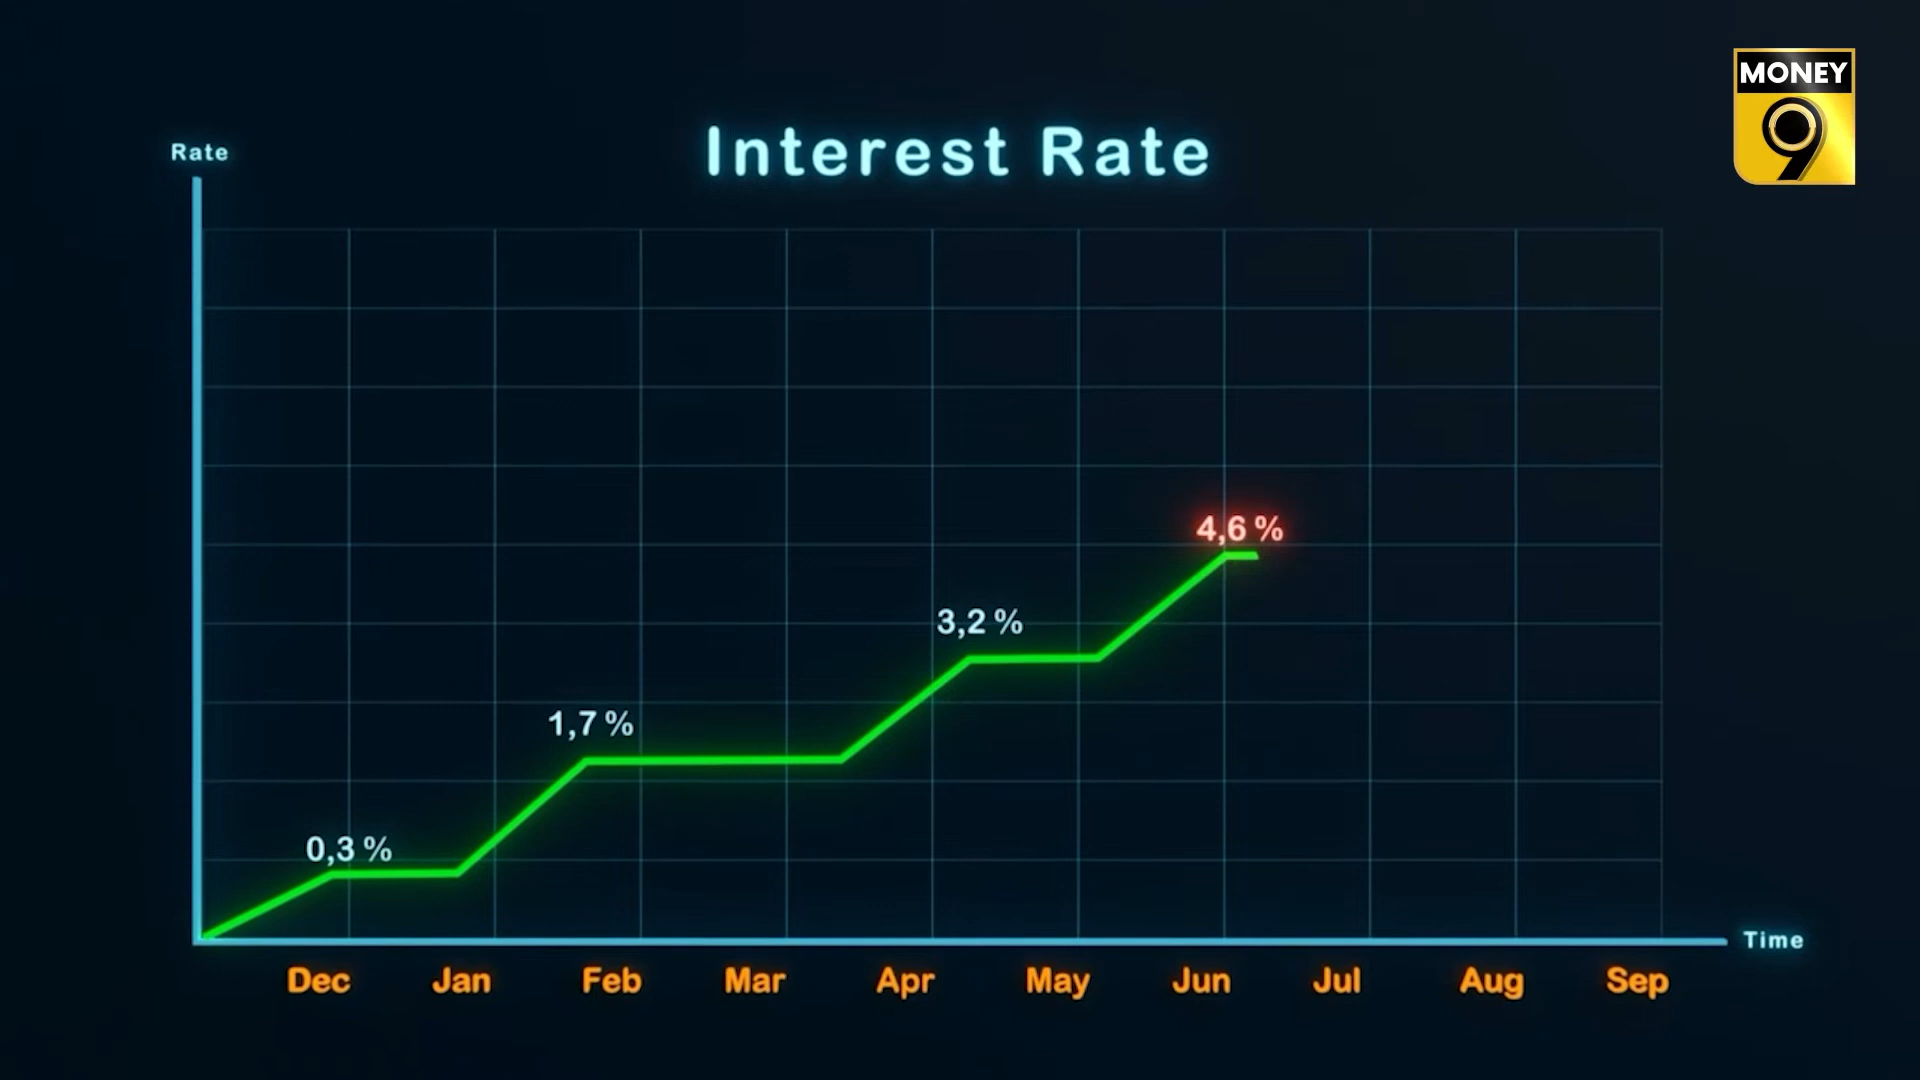 MONEY
9
Interest Rate
Rate
4,6 %
3,2 %
1,7 %
0,3 %
Time
Dec Jan Feb Mar Apr May Jun Jul Aug Sep